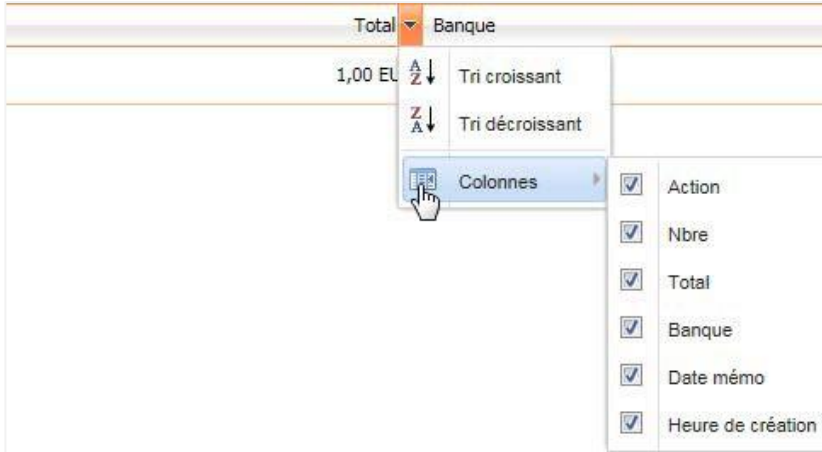 Total Banque
1,00 EU
Tri croissant
Tri décroissant
Colonnes
Action
Nbre
Total
Banque
Date mémo
Heure de création